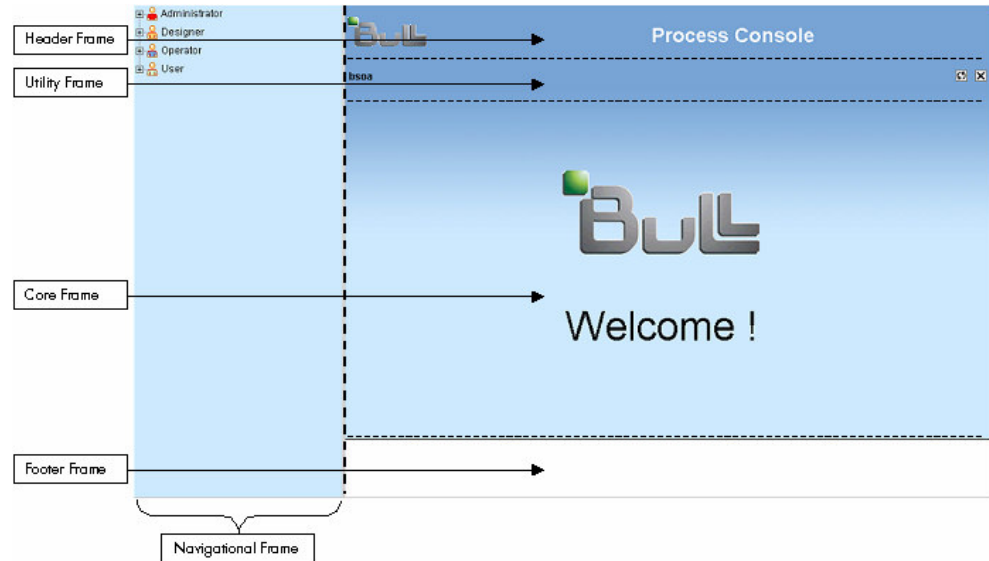 Header Frame
Utility Frame
Core Frame
Footer Frame
Navigational Frame
Administrator
Designer
Operator
User
Bull
Process Console
bsoa
Bull
Welcome !